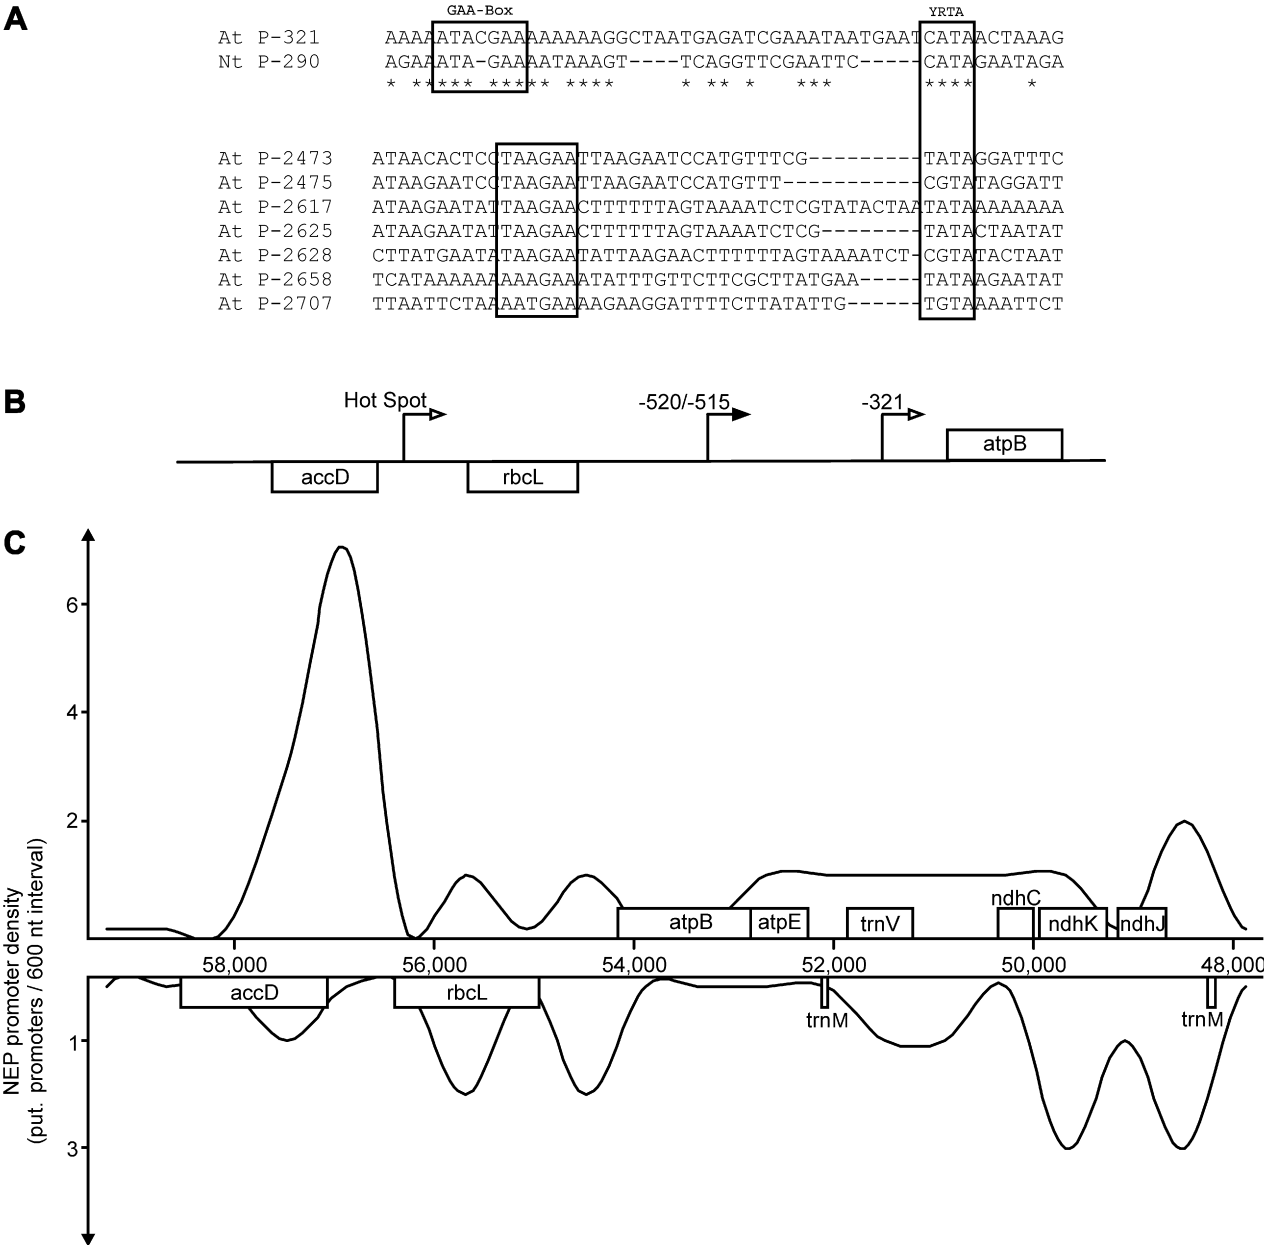 A
GAA-Box YRTA
At P-321 AAAAATACGAAAAAAAGGCTAATGAGATCGAAATAATGAATCATAACTAAAG
Nt P-290 AGAAATA-GAAAATAAAGT----TCAGGTTCGAATTC-----CATAGAATAGA
* ***** ***** **** * ** * *** **** *
At P-2473 ATAACACTCCTAAGAATTAAGAATCCATGTTTCG---------TATAGGATTTC
At P-2475 ATAAGAATCCTAAGAATTAAGAATCCATGTTT-----------CGTATAGGATT
At P-2617 ATAAGAATATTAAGAACTTTTTTAGTAAAATCTCGTATACTAATATAAAAAAAA
At P-2625 ATAAGAATATTAAGAACTTTTTTAGTAAAATCTCG--------TATACTAATAT
At P-2628 CTTATGAATATAAGAATATTAAGAACTTTTTTAGTAAAATCT-CGTATACTAAT
At P-2658 TCATAAAAAAAAAGAAATATTTGTTCTTCGCTTATGAA-----TATAAGAATAT
At P-2707 TTAATTCTAAAATGAAAAGAAGGATTTTCTTATATTG------TGTAAAATTCT
B
Hot Spot -520/-515 -321
atpB
accD rbcL
C
6
4
2
NEP promoter density
(put. promoters / 600 nt interval)
ndhC
atpB atpE trnV ndhK ndhJ
58,000 56,000 54,000 52,000 50,000 48,000
accD rbcL
trnM trnM
1
3